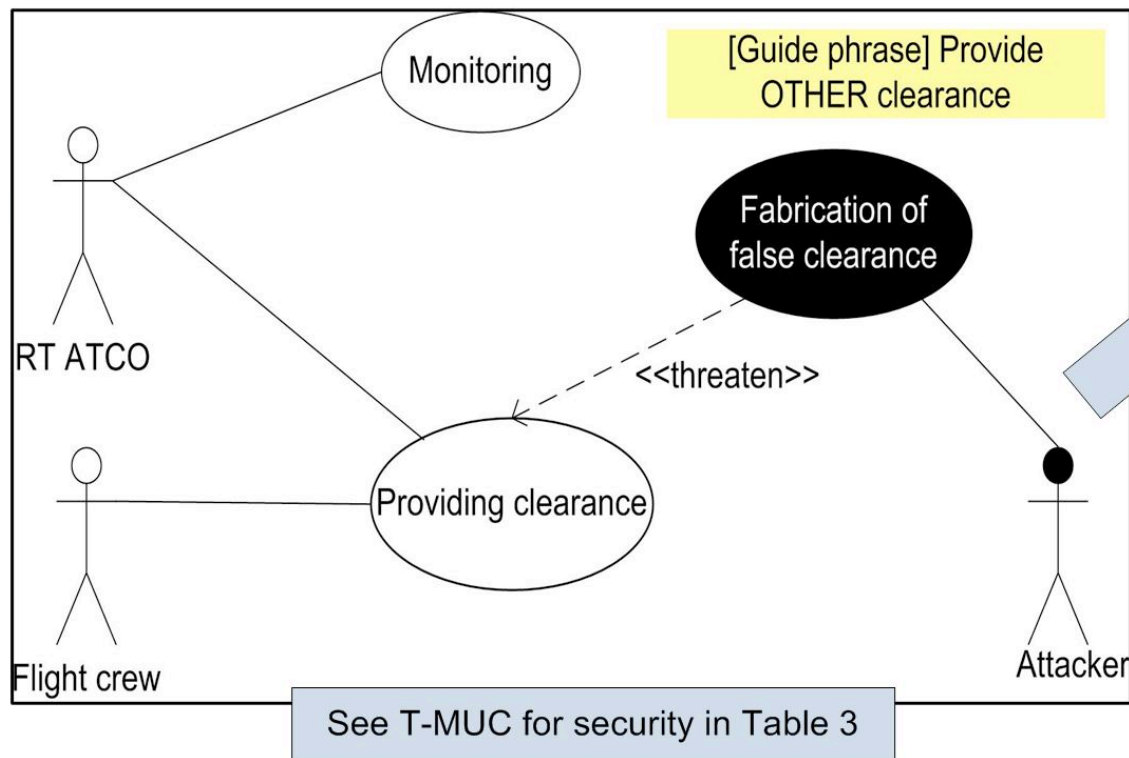 Monitoring
[Guide phrase] Provide
OTHER clearance
Fabrication of
false clearance
RT ATCO
<<threaten>>
Providing clearance
Flight crew
Attacker
See T-MUC for security in Table 3